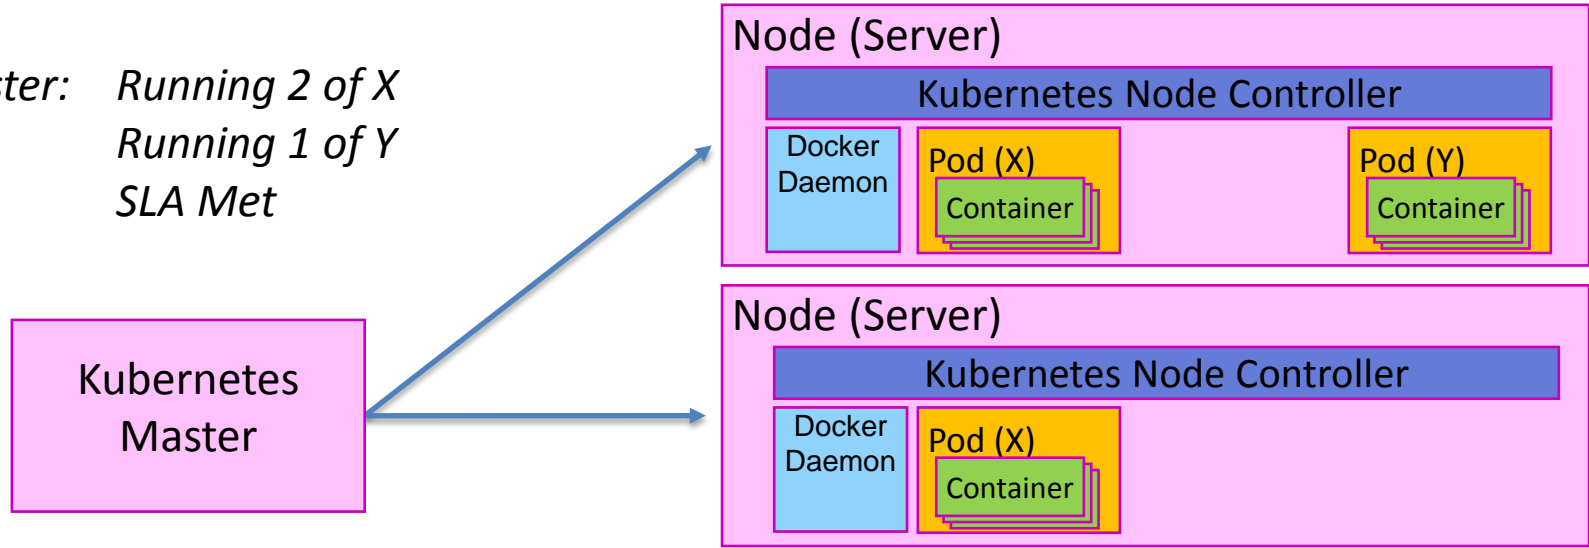 ster: Running 2 of X
Running 1 of Y
SLA Met
Kubernetes
Master
Node (Server)
Kubernetes Node Controller
Docker
Daemon
Pod (X)
Container
Pod (Y)
Container
Node (Server)
Kubernetes Node Controller
Docker
Daemon
Pod (X)
Container